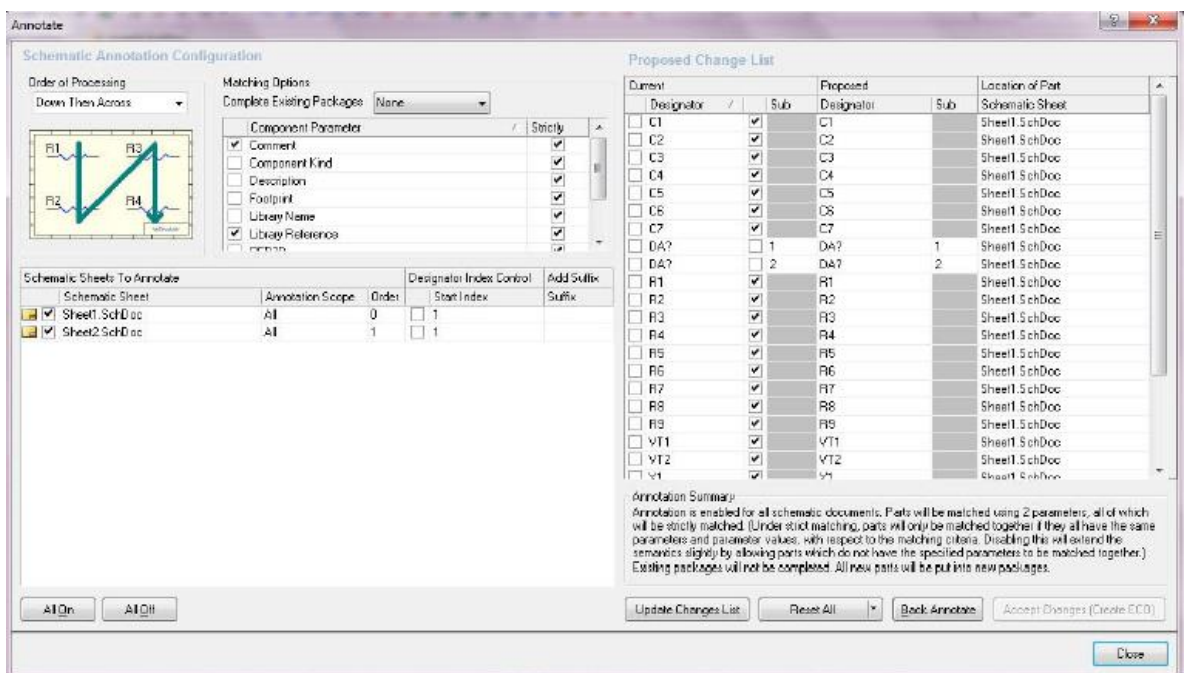 Annotate
Schematic Annotation Configuration
Order of Processing
Down Then Across
R1 R3
R2 R4
Matching Options
Complete Existing Packages None
Component Parameter Strictly
Comment
Component Kind
Description
Footprint
Library Name
Library Reference
Schematic Sheets To Annotate Designator Index Control Add Suffix
Schematic Sheet Annotation Scope Order Start Index Suffix
Sheet1.SchDoc All 0 1
Sheet2.SchDoc All 1 1
All On All Off
Proposed Change List
Current Proposed Location of Part
Designator Sub Designator Sub Schematic Sheet
C1 C1 Sheet1.SchDoc
C2 C2 Sheet1.SchDoc
C3 C3 Sheet1.SchDoc
C4 C4 Sheet1.SchDoc
C5 C5 Sheet1.SchDoc
C6 C6 Sheet1.SchDoc
C7 C7 Sheet1.SchDoc
DA? 1 DA? 1 Sheet1.SchDoc
DA? 2 DA? 2 Sheet1.SchDoc
R1 R1 Sheet1.SchDoc
R2 R2 Sheet1.SchDoc
R3 R3 Sheet1.SchDoc
R4 R4 Sheet1.SchDoc
R5 R5 Sheet1.SchDoc
R6 R6 Sheet1.SchDoc
R7 R7 Sheet1.SchDoc
R8 R8 Sheet1.SchDoc
R9 R9 Sheet1.SchDoc
VT1 VT1 Sheet1.SchDoc
VT2 VT2 Sheet1.SchDoc
Y1 Y1 Sheet1.SchDoc
Annotation Summary
Annotation is enabled for all schematic documents. Parts will be matched using 2 parameters, all of which
will be strictly matched. (Under strict matching, parts will only be matched together if they all have the same
parameters and parameter values, with respect to the matching criteria. Disabling this will extend the
semantics slightly by allowing parts which do not have the specified parameters to be matched together.)
Existing packages will not be completed. All new parts will be put into new packages.
Update Changes List Reset All Back Annotate Accept Changes (Create ECO)
Close